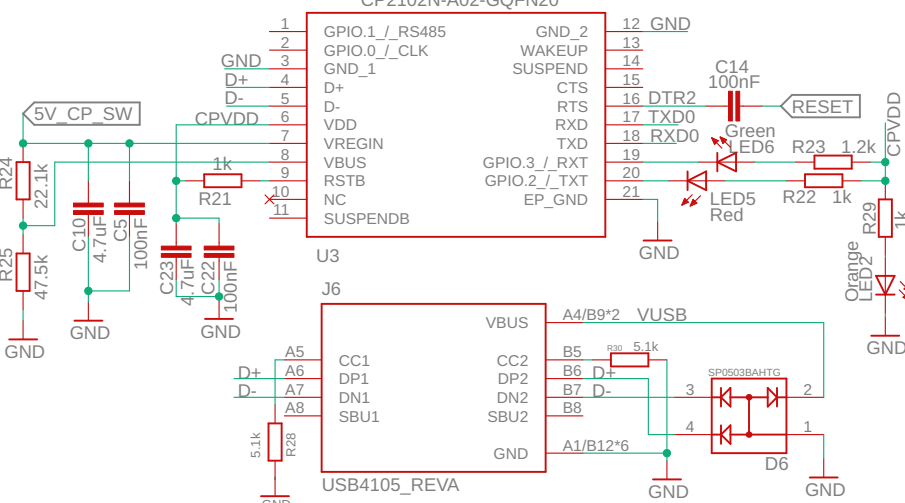 CP2102N-A02-GQFN20
1 GPIO.1_/_RS485 GND_2 12 GND
2 GPIO.0_/_CLK WAKEUP 13
GND 3 GND_1 SUSPEND 14
D+ 4 D+ CTS 15
D- 5 D- RTS 16 DTR2
CPVDD 6 VDD RXD 17 TXD0
7 VREGIN TXD 18 RXD0
8 VBUS GPIO.3_/_RXT 19
9 RSTB GPIO.2_/_TXT 20
10 NC EP_GND 21
11 SUSPENDB
U3
5V_CP_SW
C14
100nF
RESET
CPVDD
Green
LED6
R23 1.2k
LED5
Red
R22 1k
R29
1k
Orange
LED2
GND
GND
1k
R21
R24
22.1k
R25
47.5k
GND
C10
4.7uF
C5
100nF
GND
C23
4.7uF
C22
100nF
GND
J6
VBUS A4/B9*2 VUSB
A5 CC1 CC2 B5 R30 5.1k
D+ A6 DP1 DP2 B6 D+
D- A7 DN1 DN2 B7 D-
A8 SBU1 SBU2 B8
GND A1/B12*6
5.1k
R28
GND
USB4105_REVA
GND
SP0503BAHTG
3 2
4 1
D6
GND